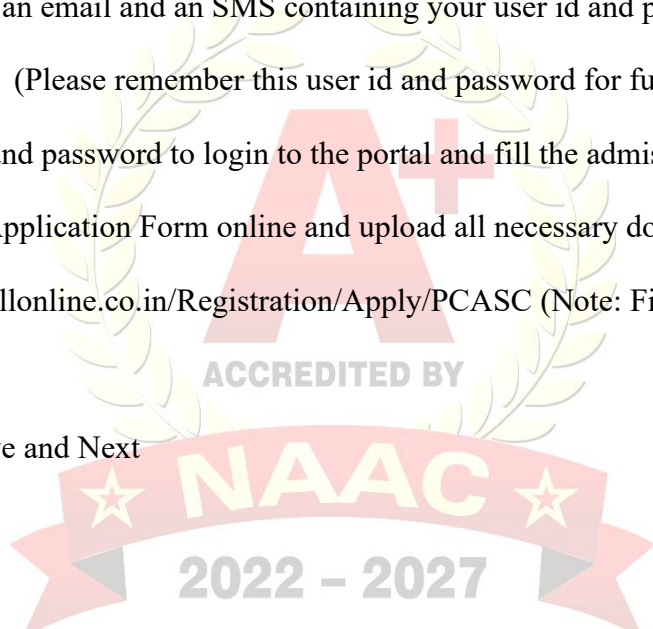 an email and an SMS containing your user id and p
(Please remember this user id and password for fu
nd password to login to the portal and fill the admis
pplication Form online and upload all necessary do
llonline.co.in/Registration/Apply/PCASC (Note: Fi
e and Next
A+
ACCREDITED BY
NAAC
2022 – 2027